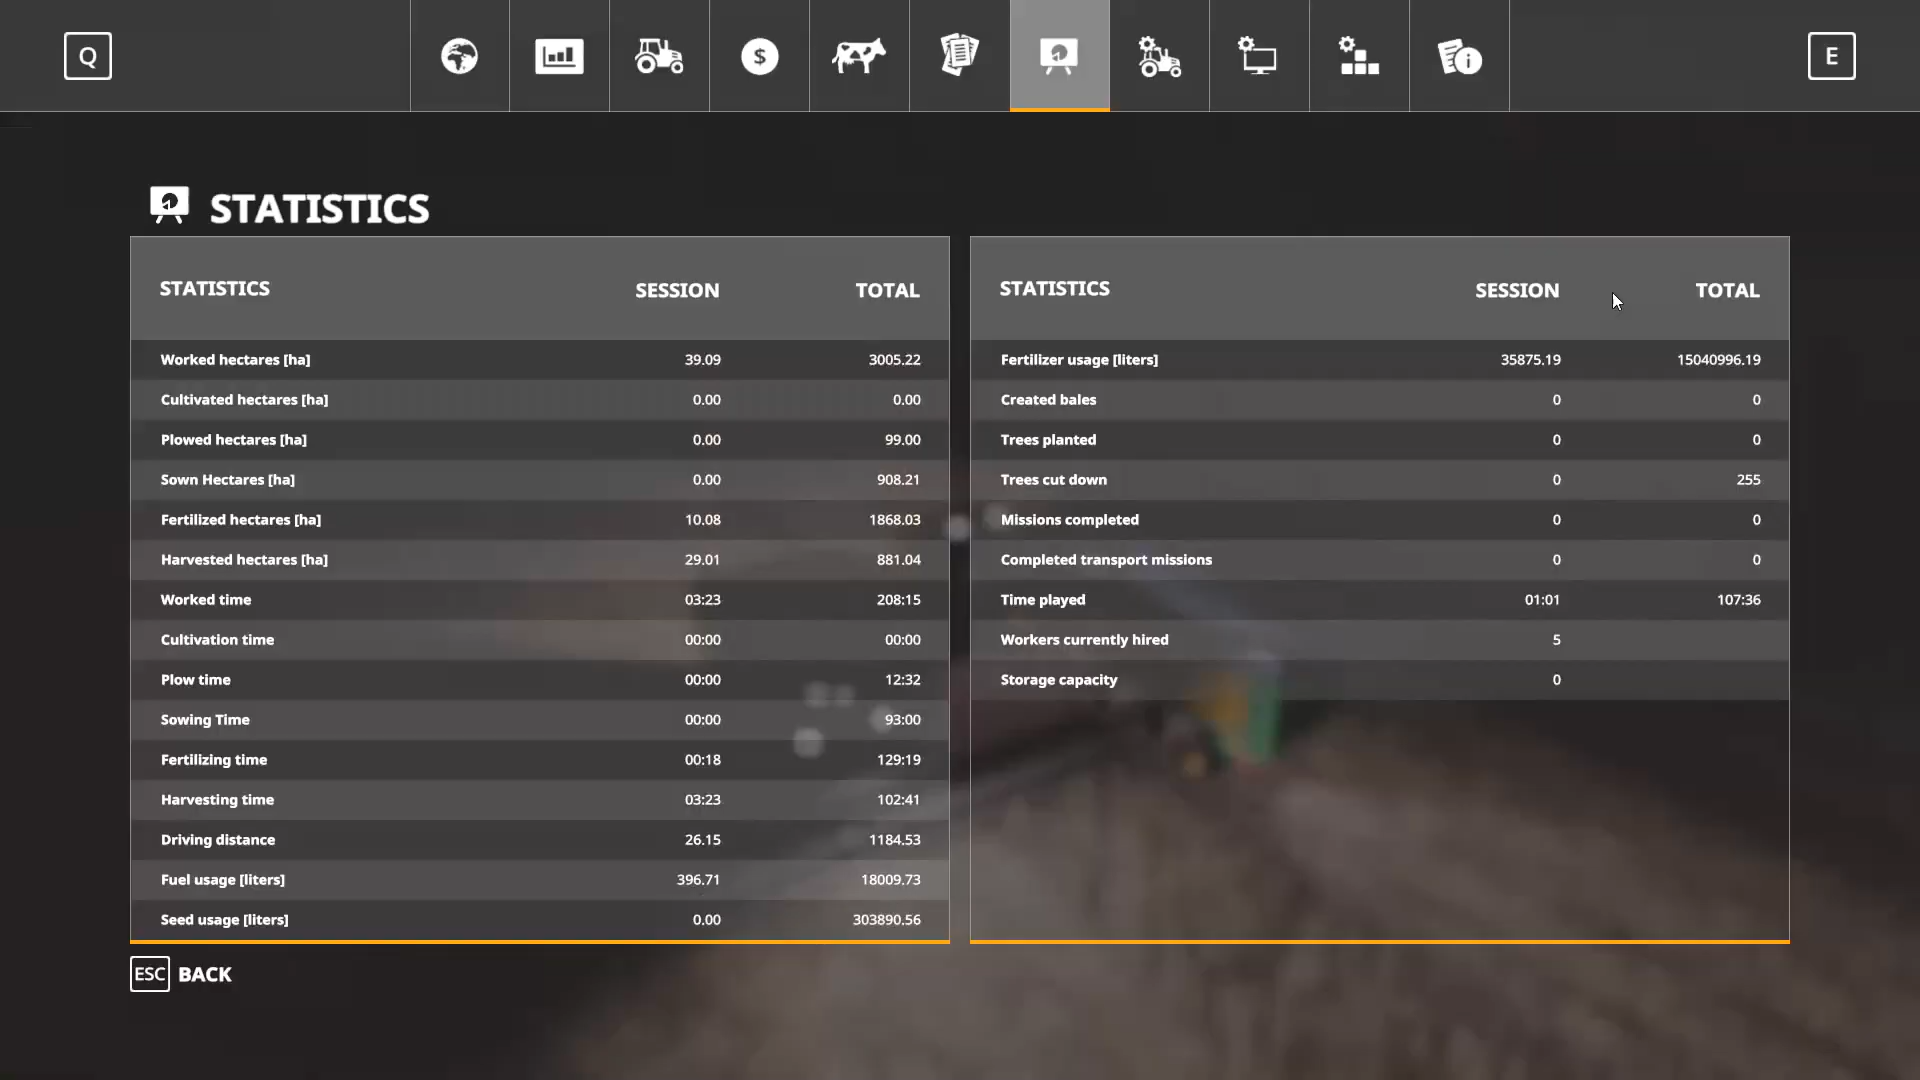 Q
$
E
STATISTICS
STATISTICS SESSION TOTAL
Worked hectares [ha] 39.09 3005.22
Cultivated hectares [ha] 0.00 0.00
Plowed hectares [ha] 0.00 99.00
Sown Hectares [ha] 0.00 908.21
Fertilized hectares [ha] 10.08 1868.03
Harvested hectares [ha] 29.01 881.04
Worked time 03:23 208:15
Cultivation time 00:00 00:00
Plow time 00:00 12:32
Sowing Time 00:00 93:00
Fertilizing time 00:18 129:19
Harvesting time 03:23 102:41
Driving distance 26.15 1184.53
Fuel usage [liters] 396.71 18009.73
Seed usage [liters] 0.00 303890.56
STATISTICS SESSION TOTAL
Fertilizer usage [liters] 35875.19 15040996.19
Created bales 0 0
Trees planted 0 0
Trees cut down 0 255
Missions completed 0 0
Completed transport missions 0 0
Time played 01:01 107:36
Workers currently hired 5
Storage capacity 0
ESC BACK